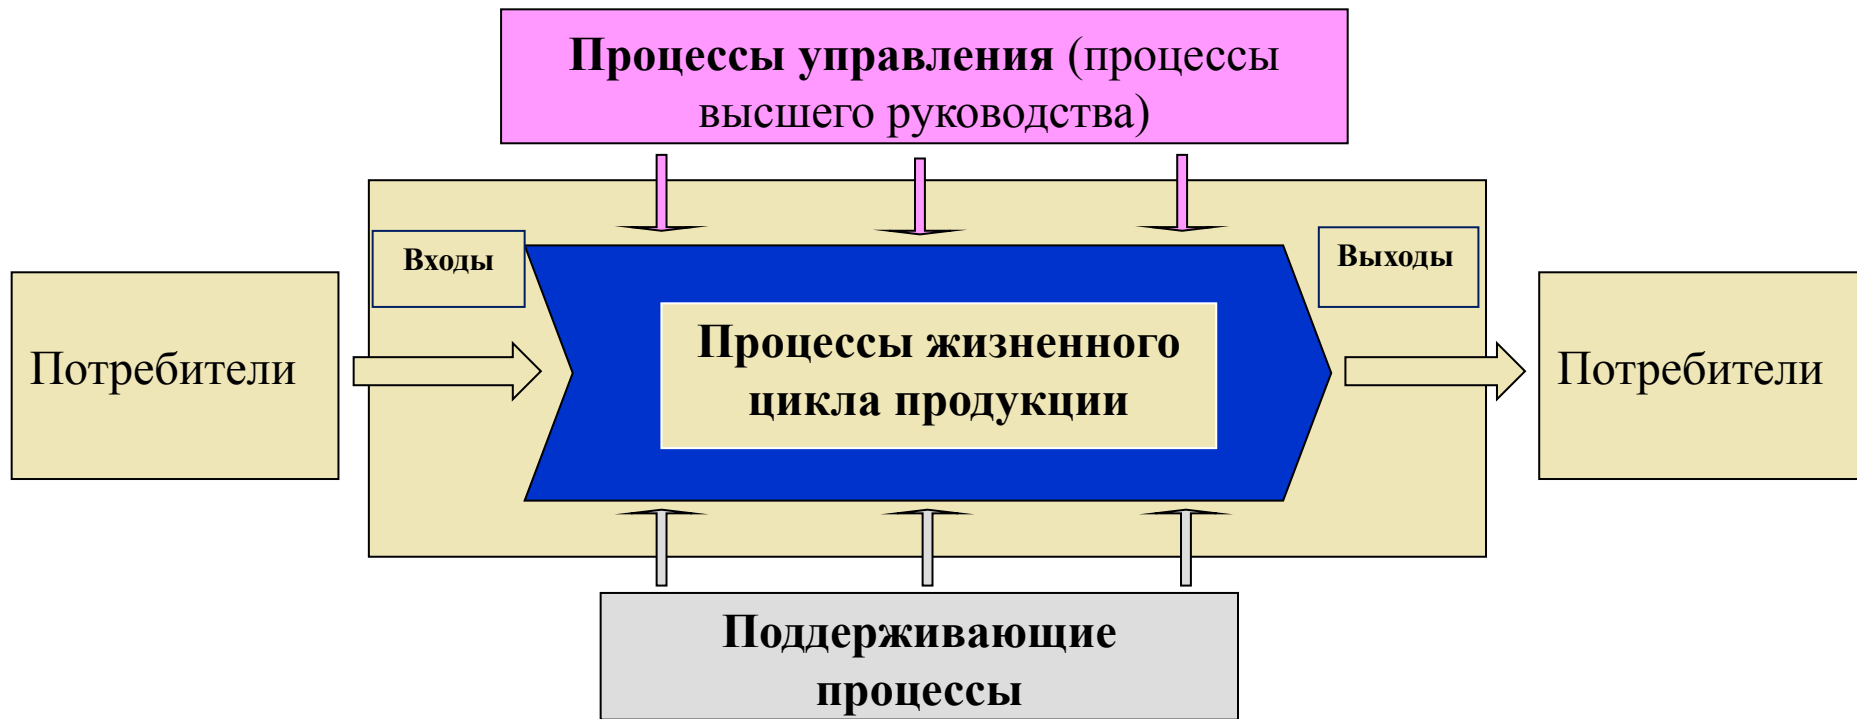 Процессы управления (процессы
высшего руководства)
Входы
Выходы
Потребители
Процессы жизненного
цикла продукции
Потребители
Поддерживающие
процессы